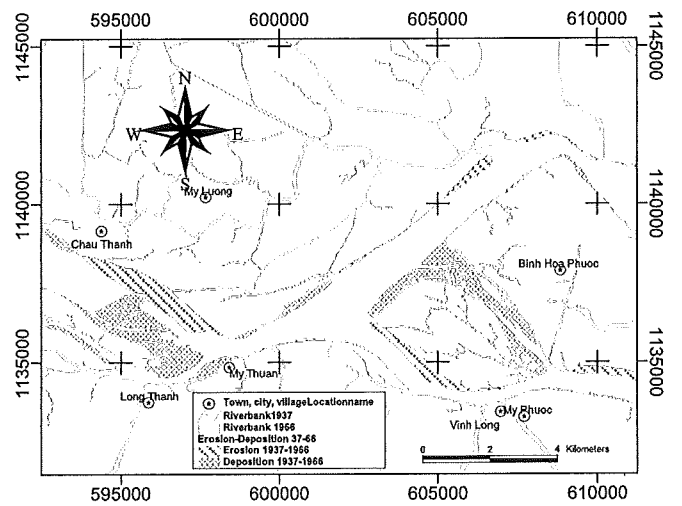 595000 600000 605000 610000
1145000 1145000
N
W E
S
My Luong
1140000 1140000
Chau Thanh
Binh Hoa Phuoc
1135000 1135000
My Thuan
Long Thanh
My Phuoc
Vinh Long
Town, city, villageLocationname
Riverbank1937
Riverbank 1966
Erosion-Deposition 37-66
Erosion 1937-1966
Deposition 1937-1966
0 2 4 Kilometers
595000 600000 605000 610000